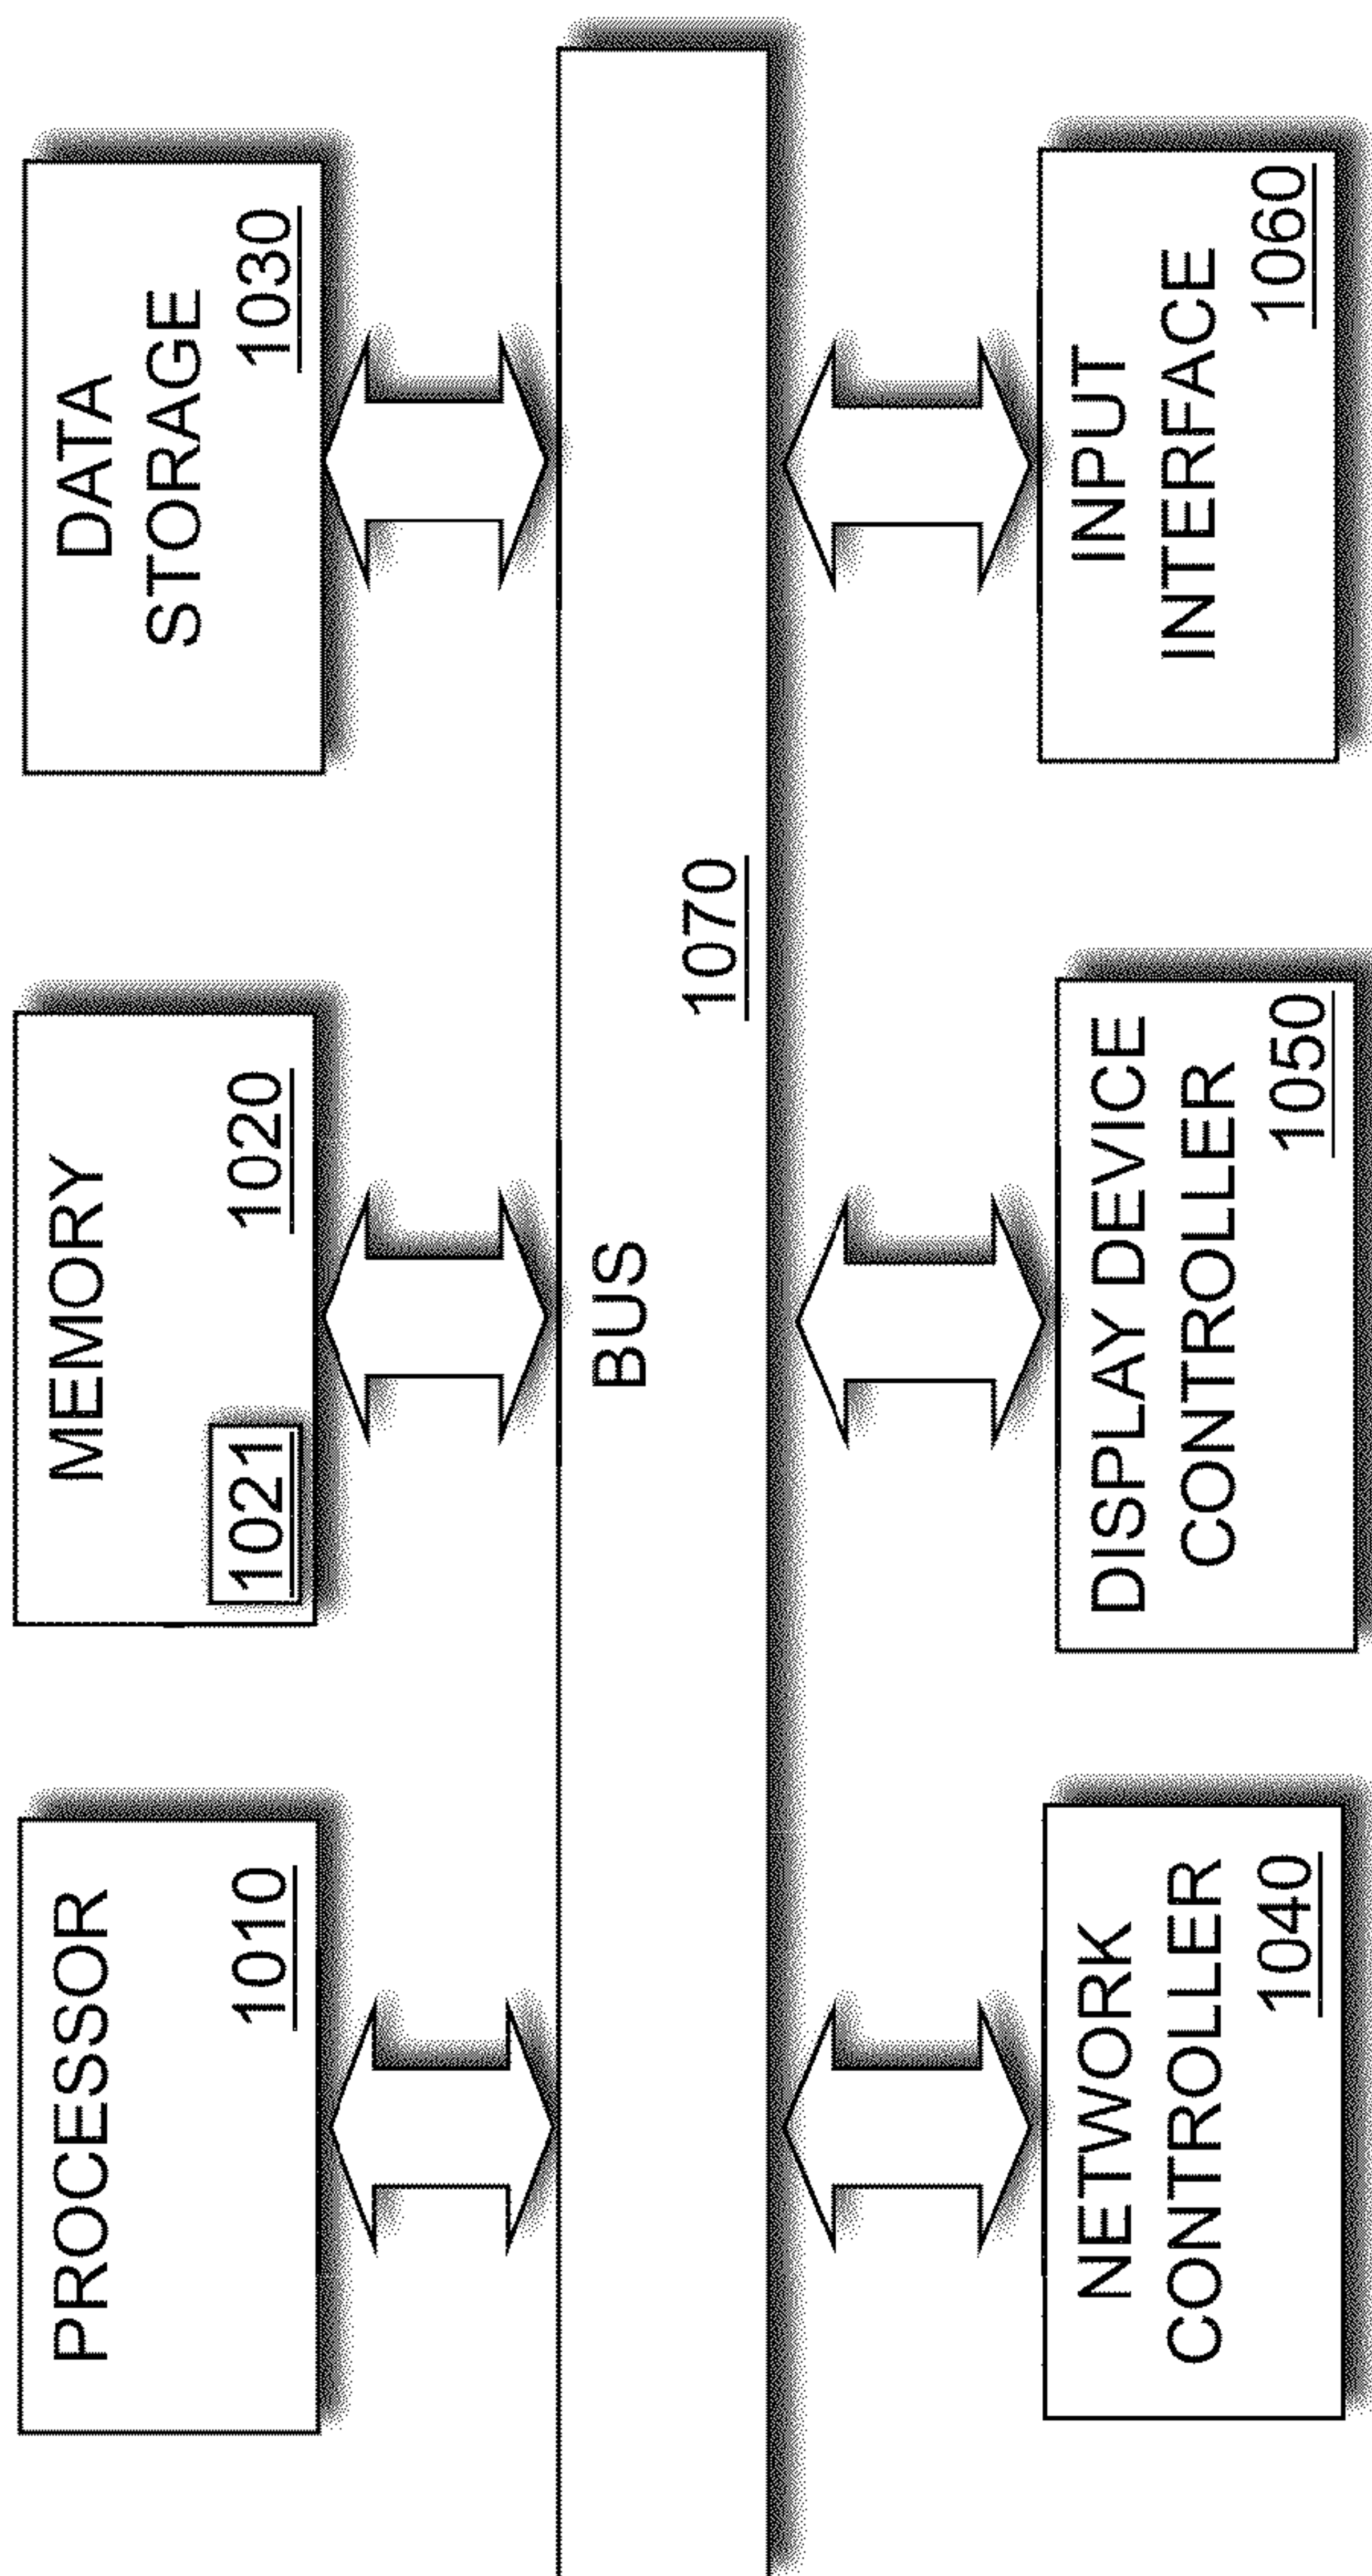 PROCESSOR
1010
MEMORY
1021
1020
DATA
STORAGE
1030
BUS
1070
NETWORK
CONTROLLER
1040
DISPLAY DEVICE
CONTROLLER
1050
INPUT
INTERFACE
1060